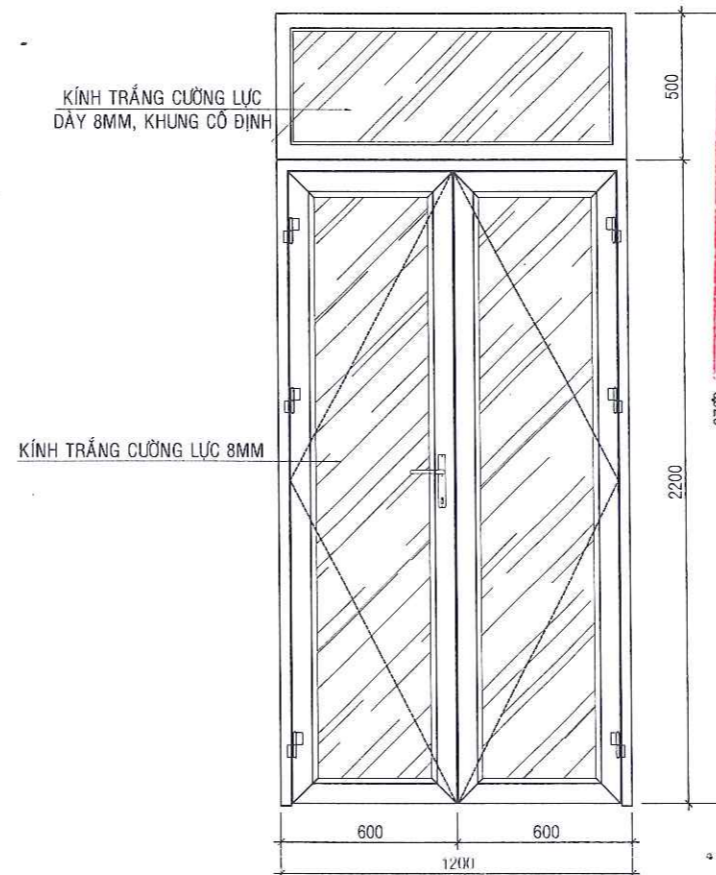 KÍNH TRẮNG CƯỜNG LỰC
DÀY 8MM, KHUNG CỐ ĐỊNH
500
KÍNH TRẮNG CƯỜNG LỰC 8MM
2200
600
600
1200